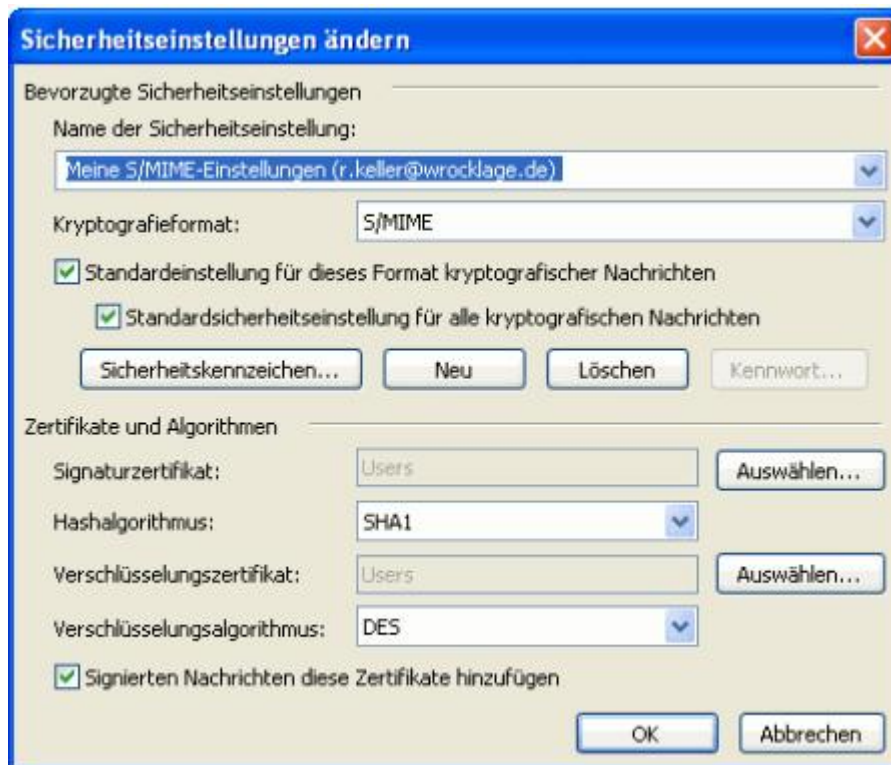 Sicherheitseinstellungen ändern
Bevorzugte Sicherheitseinstellungen
Name der Sicherheitseinstellung:
Meine S/MIME-Einstellungen (r.keller@wrocklage.de)
Kryptografieformat: S/MIME
Standardeinstellung für dieses Format kryptografischer Nachrichten
Standardsicherheitseinstellung für alle kryptografischen Nachrichten
Sicherheitskennzeichen... Neu Löschen Kennwort...
Zertifikate und Algorithmen
Signaturzertifikat: Users Auswählen...
Hashalgorithmus: SHA1
Verschlüsselungszertifikat: Users Auswählen...
Verschlüsselungsalgorithmus: DES
Signierten Nachrichten diese Zertifikate hinzufügen
OK Abbrechen